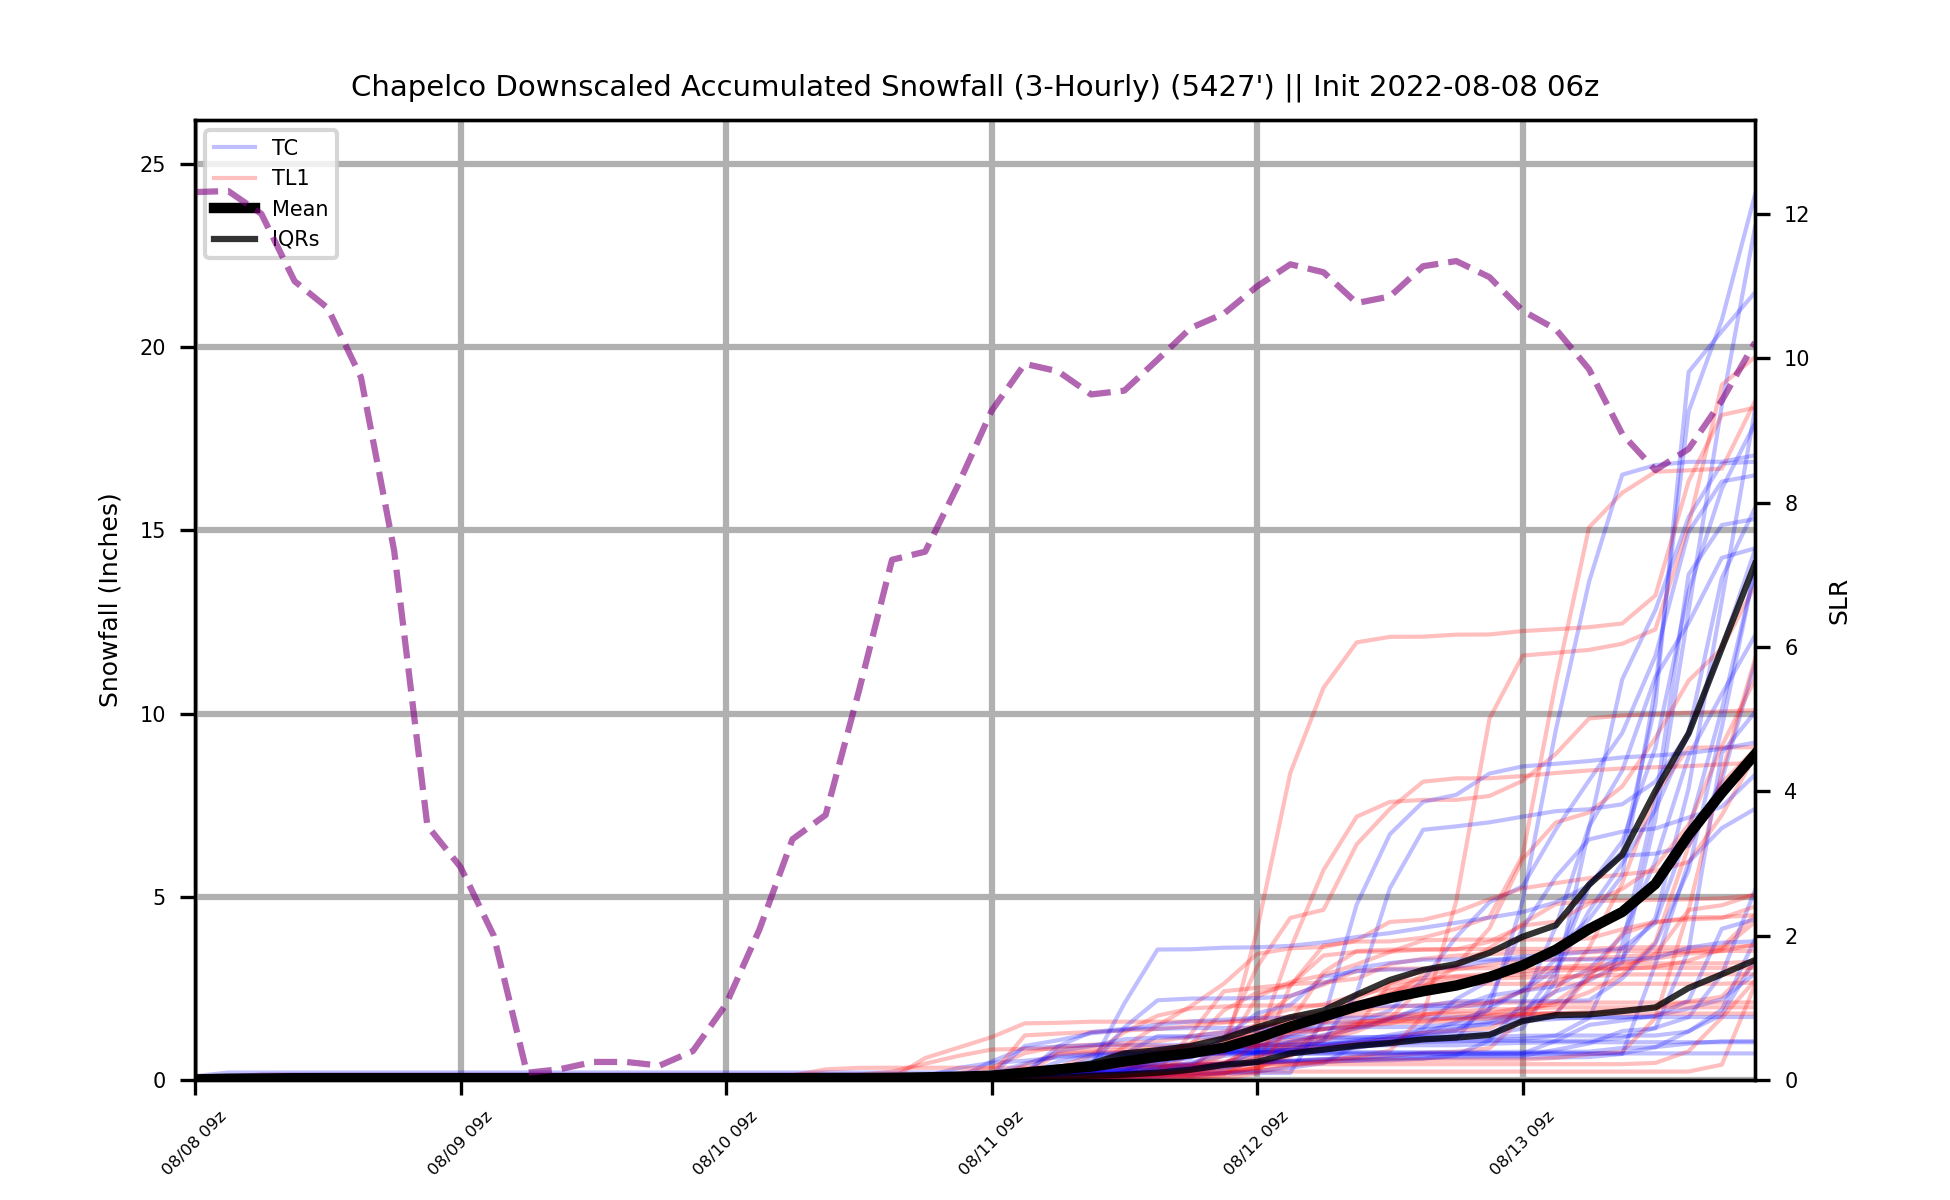 Chapelco Downscaled Accumulated Snowfall (3-Hourly) (5427') || Init 2022-08-08 06z
TC
TL1
Mean
IQRs
25
20
15
10
5
0
Snowfall (Inches)
12
10
8
6
4
2
0
SLR
08/08 09z
08/09 09z
08/10 09z
08/11 09z
08/12 09z
08/13 09z